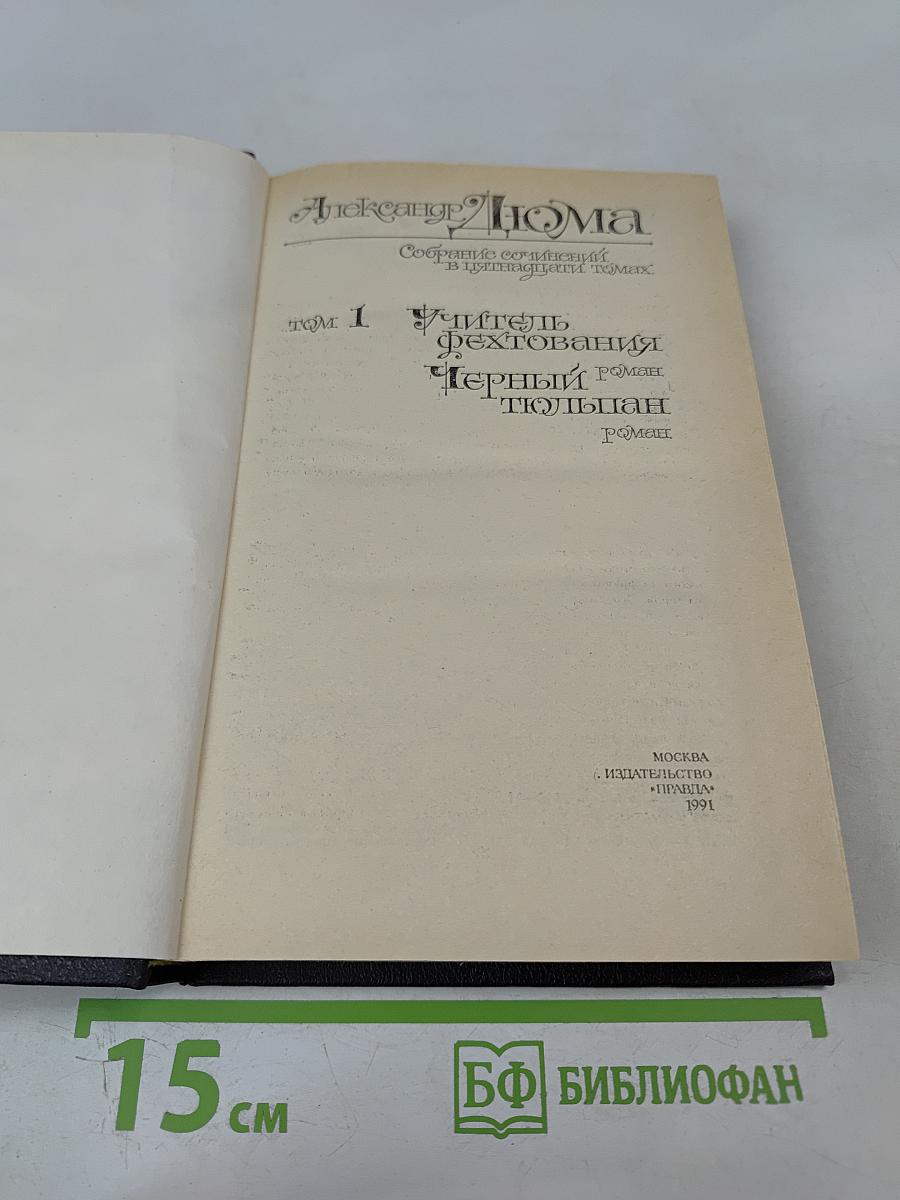 Александр Дюма
Собрание сочинений
в пятнадцати томах
том 1 Учитель
фехтования
роман
Черный
тюльпан
роман
МОСКВА
ИЗДАТЕЛЬСТВО
«ПРАВДА»
1991
15 см
БФ БИБЛИОФАН